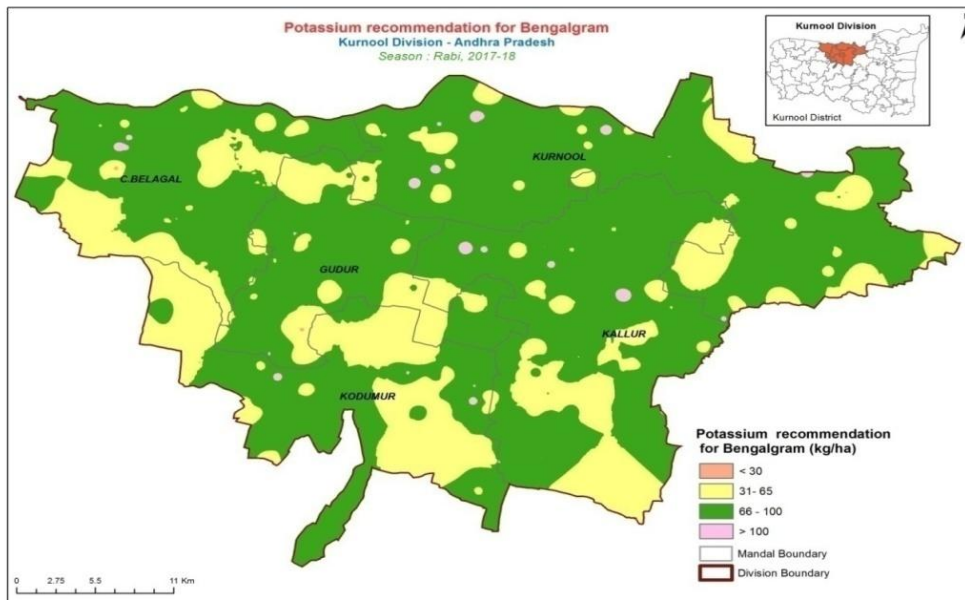 Potassium recommendation for Bengalgram
Kurnool Division - Andhra Pradesh
Season : Rabi, 2017-18
Kurnool Division
Kurnool District
KURNOOL
C.BELAGAL
GUDUR
KALLUR
KODUMUR
Potassium recommendation
for Bengalgram (kg/ha)
< 30
31- 65
66 - 100
> 100
Mandal Boundary
Division Boundary
0 2.75 5.5 11 Km